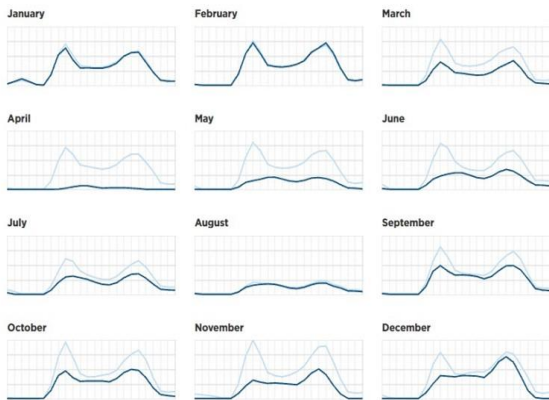 January
February
March
April
May
June
July
August
September
October
November
December